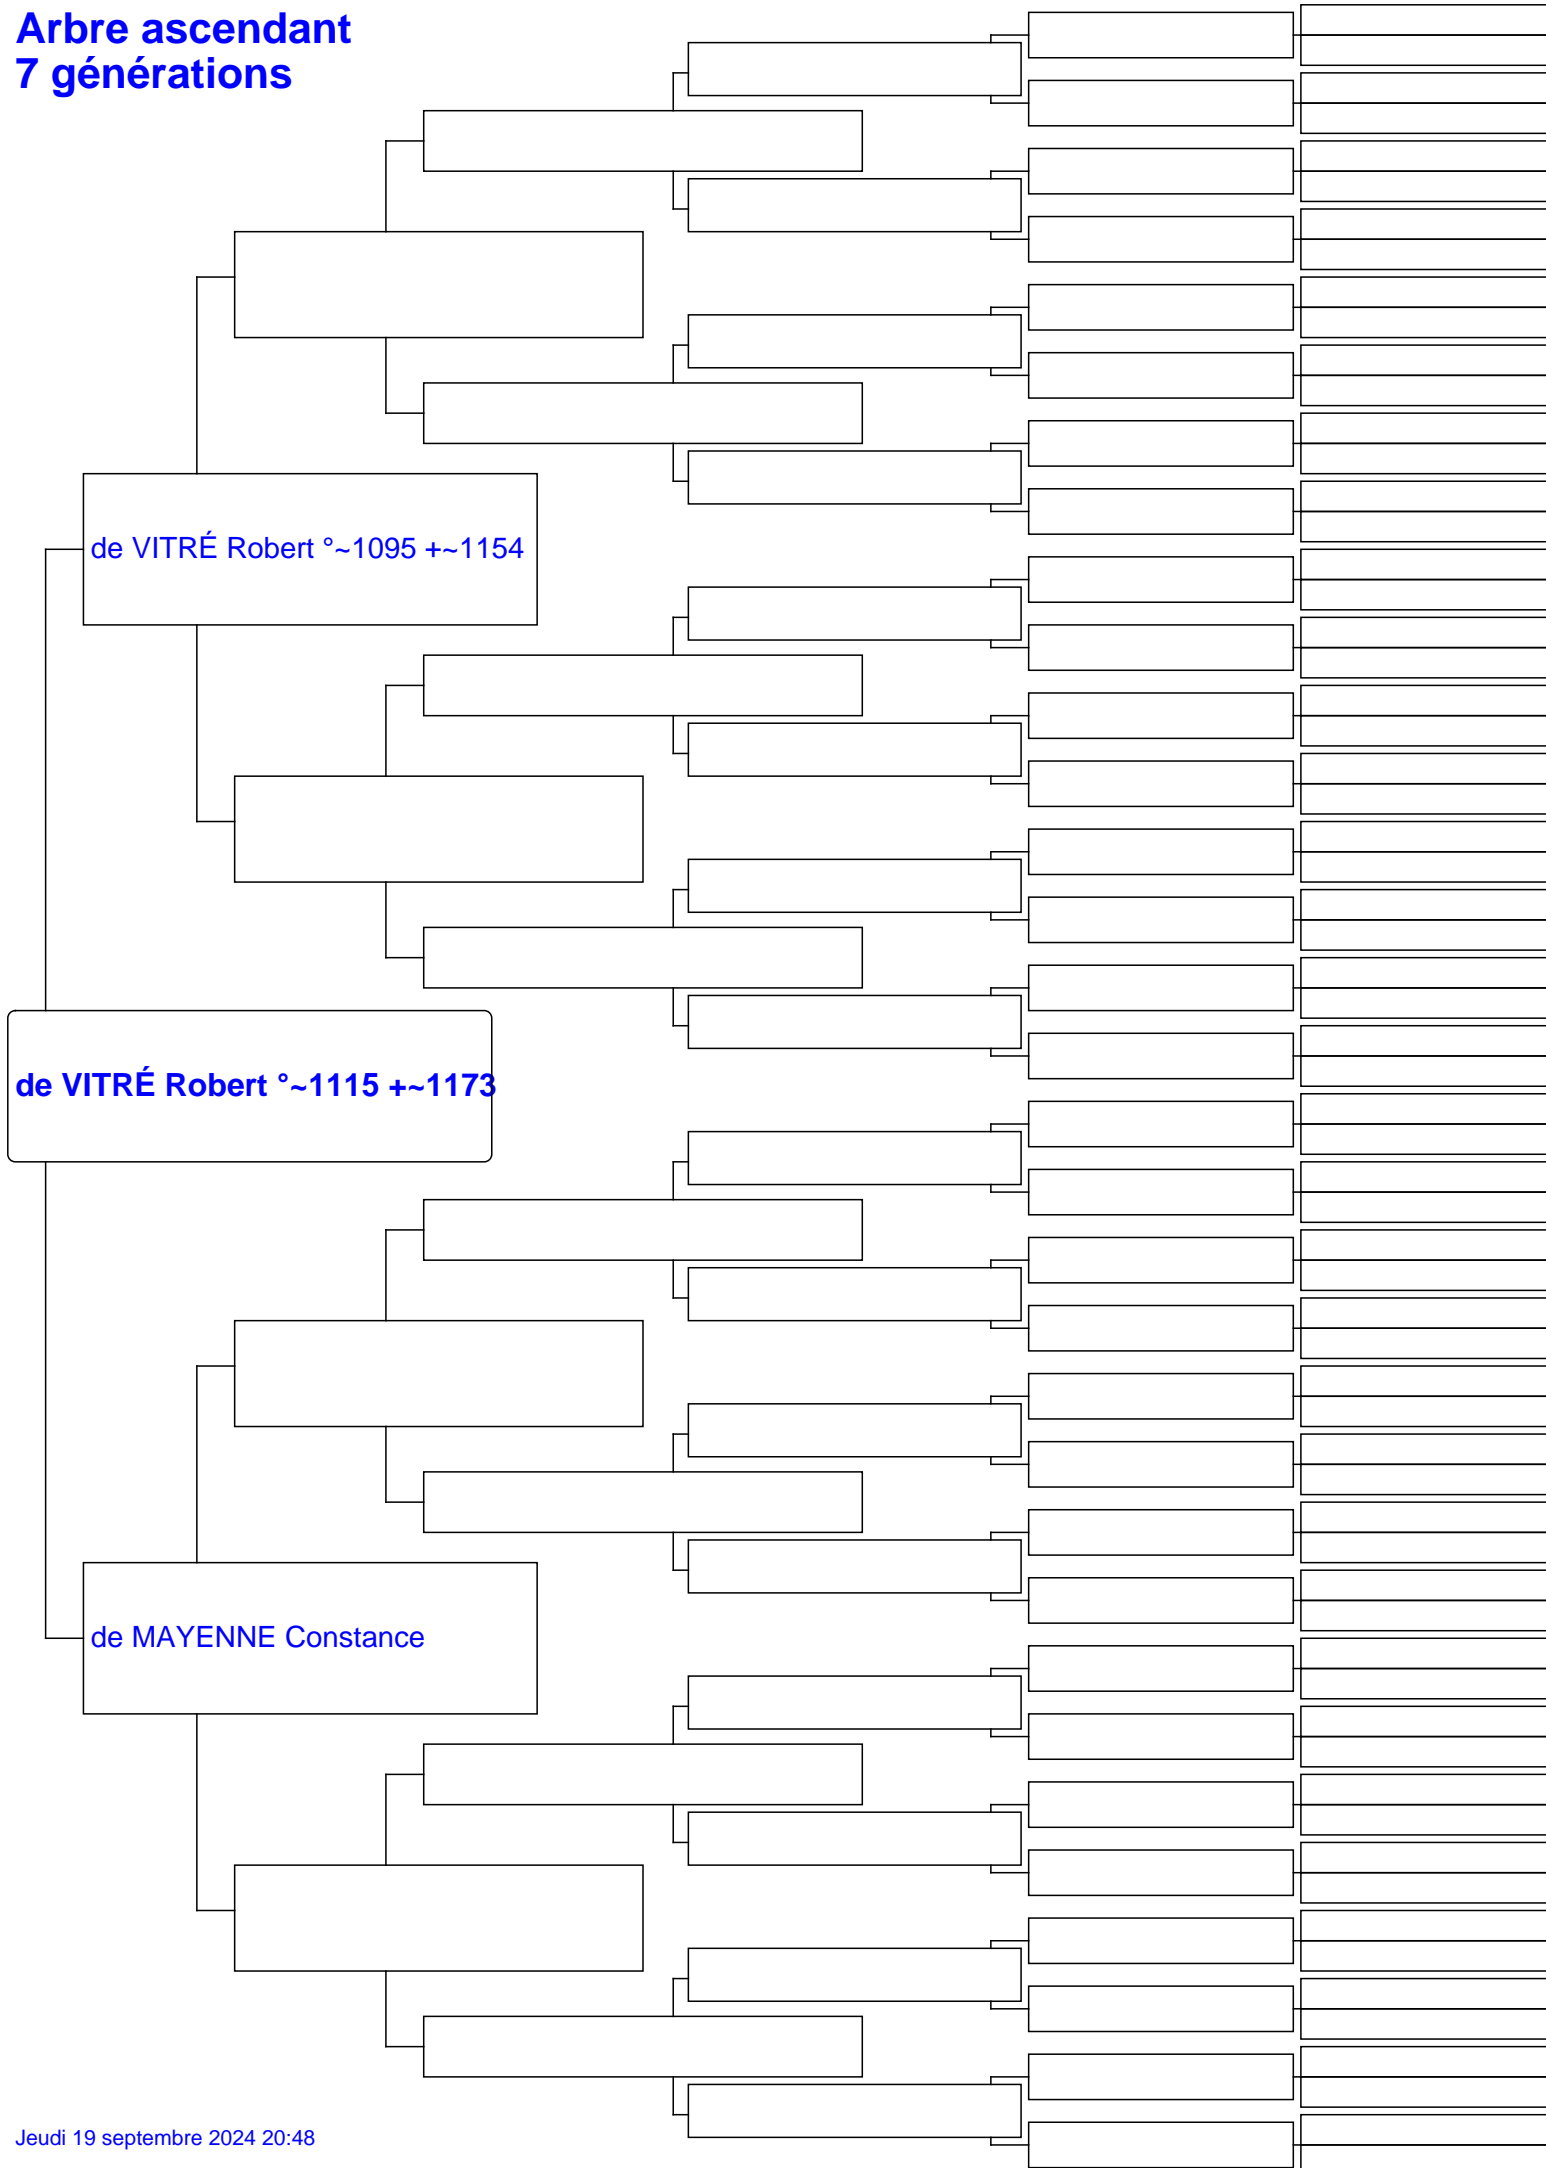 Arbre ascendant
7 générations
de VITRÉ Robert °~1095 +~1154
de VITRÉ Robert °~1115 +~1173
de MAYENNE Constance
Jeudi 19 septembre 2024 20:48